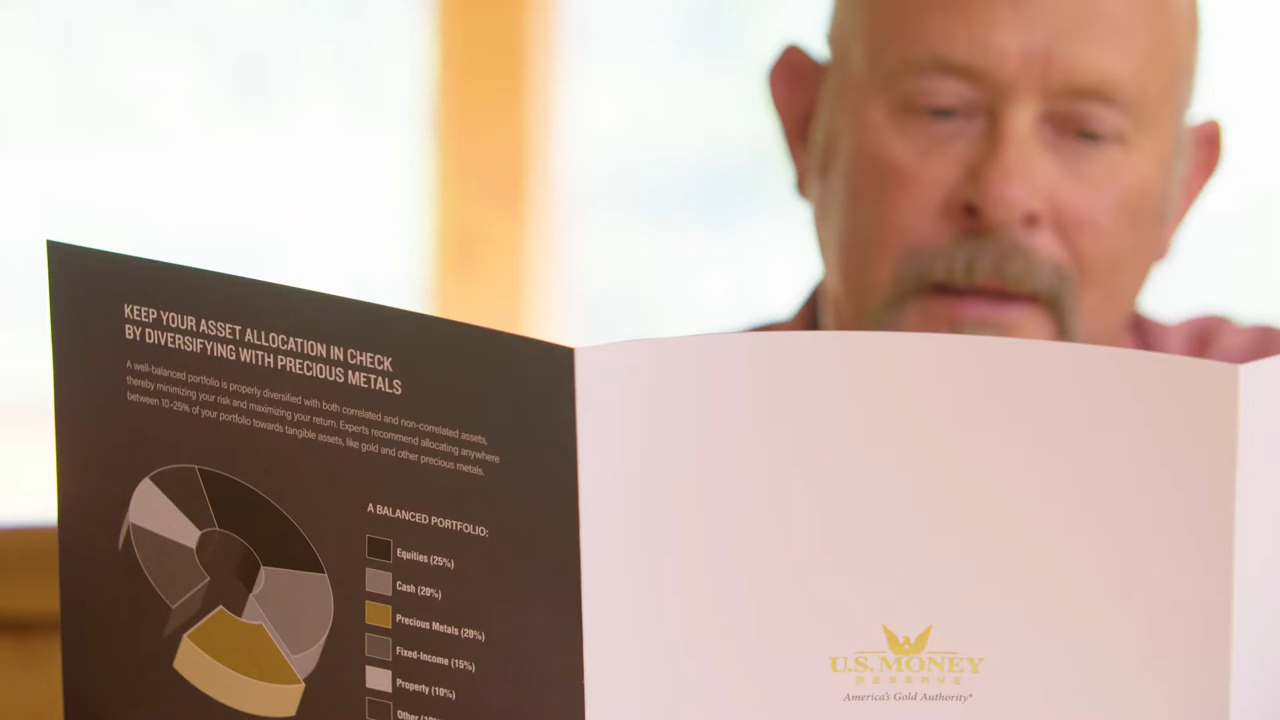 KEEP YOUR ASSET ALLOCATION IN CHECK
BY DIVERSIFYING WITH PRECIOUS METALS
A well-balanced portfolio is properly diversified with both correlated and non-correlated assets,
thereby minimizing your risk and maximizing your return. Experts recommend allocating anywhere
between 10-25% of your portfolio towards tangible assets, like gold and other precious metals.
A BALANCED PORTFOLIO:
Equities (25%)
Cash (20%)
Precious Metals (20%)
Fixed-Income (15%)
Property (10%)
Other
U.S. MONEY
RESERVE
America's Gold Authority®